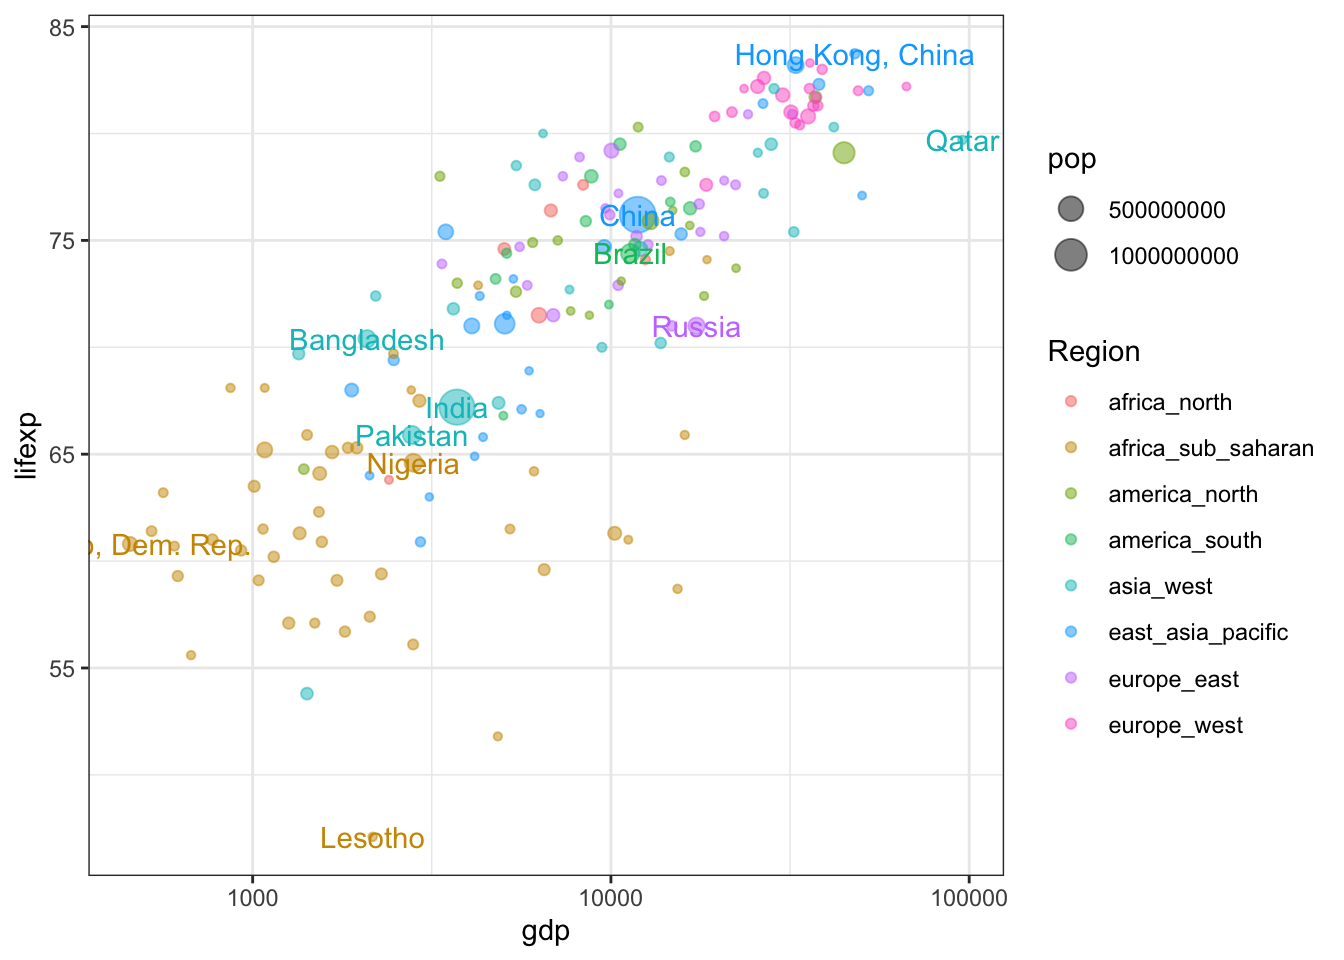 85
75
65
55
lifexp
Hong Kong, China
Qatar
China
Brazil
Russia
Bangladesh
India
Pakistan
Nigeria
, Dem. Rep.
Lesotho
1000
10000
100000
gdp
pop
500000000
1000000000
Region
africa_north
africa_sub_saharan
america_north
america_south
asia_west
east_asia_pacific
europe_east
europe_west